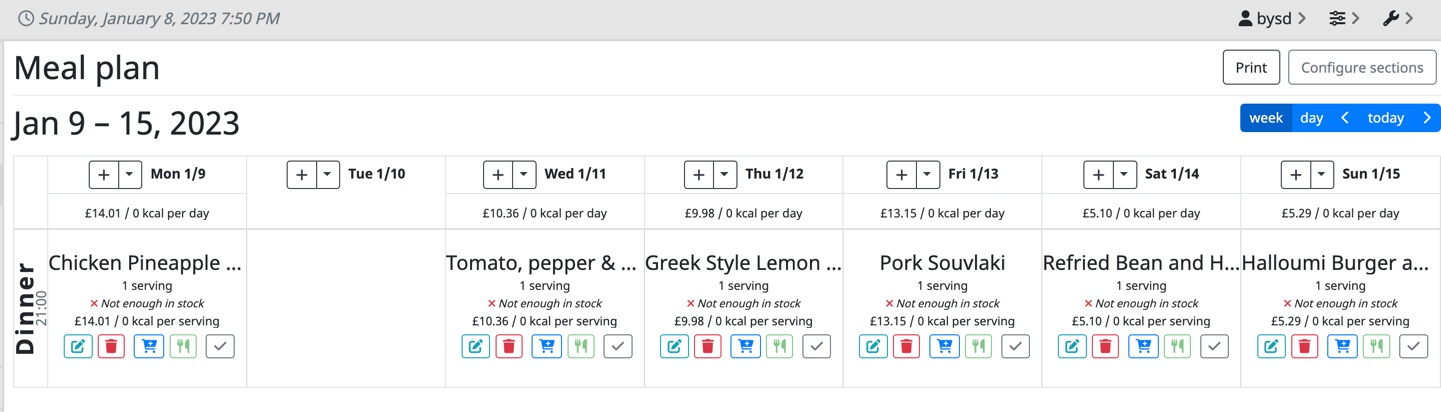 Sunday, January 8, 2023 7:50 PM
bysd
Meal plan
Print
Configure sections
Jan 9 – 15, 2023
week
day
today
Mon 1/9
Tue 1/10
Wed 1/11
Thu 1/12
Fri 1/13
Sat 1/14
Sun 1/15
£14.01 / 0 kcal per day
£10.36 / 0 kcal per day
£9.98 / 0 kcal per day
£13.15 / 0 kcal per day
£5.10 / 0 kcal per day
£5.29 / 0 kcal per day
Dinner
21:00
Chicken Pineapple ...
1 serving
Not enough in stock
£14.01 / 0 kcal per serving
Tomato, pepper & ...
1 serving
Not enough in stock
£10.36 / 0 kcal per serving
Greek Style Lemon ...
1 serving
Not enough in stock
£9.98 / 0 kcal per serving
Pork Souvlaki
1 serving
Not enough in stock
£13.15 / 0 kcal per serving
Refried Bean and H...
1 serving
Not enough in stock
£5.10 / 0 kcal per serving
Halloumi Burger a...
1 serving
Not enough in stock
£5.29 / 0 kcal per serving